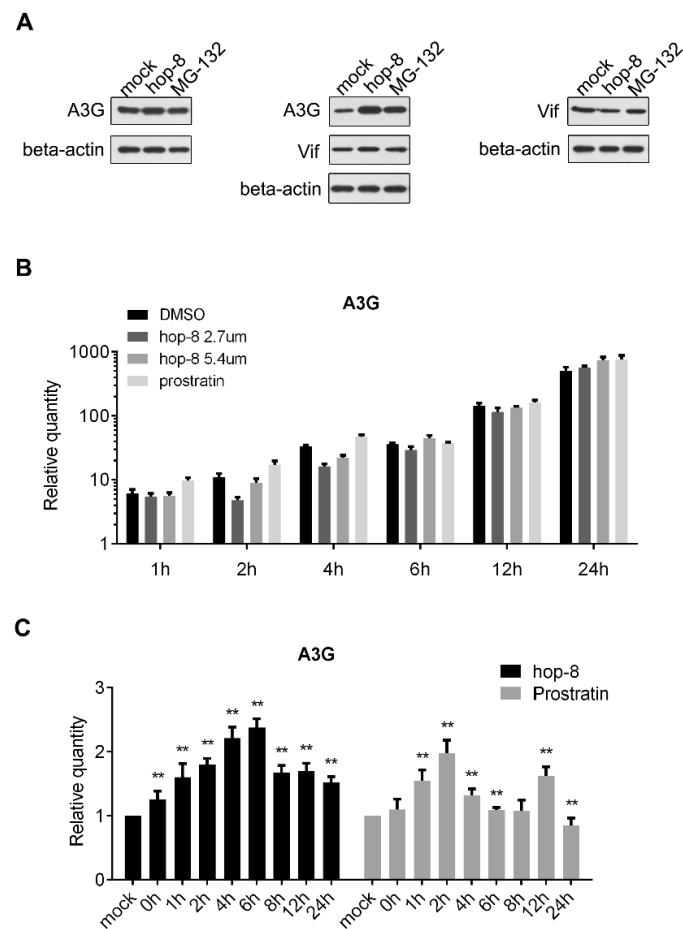 A
mock hop-8 MG-132
A3G
beta-actin
mock hop-8 MG-132
A3G
Vif
beta-actin
mock hop-8 MG-132
Vif
beta-actin
B
A3G
DMSO
hop-8 2.7um
hop-8 5.4um
prostratin
Relative quantity
1000
100
10
1
1h 2h 4h 6h 12h 24h
C
A3G
hop-8
Prostratin
Relative quantity
3
2
1
0
** ** ** ** ** ** ** **
** ** ** ** ** **
mock 0h 1h 2h 4h 6h 8h 12h 24h
mock 0h 1h 2h 4h 6h 8h 12h 24h